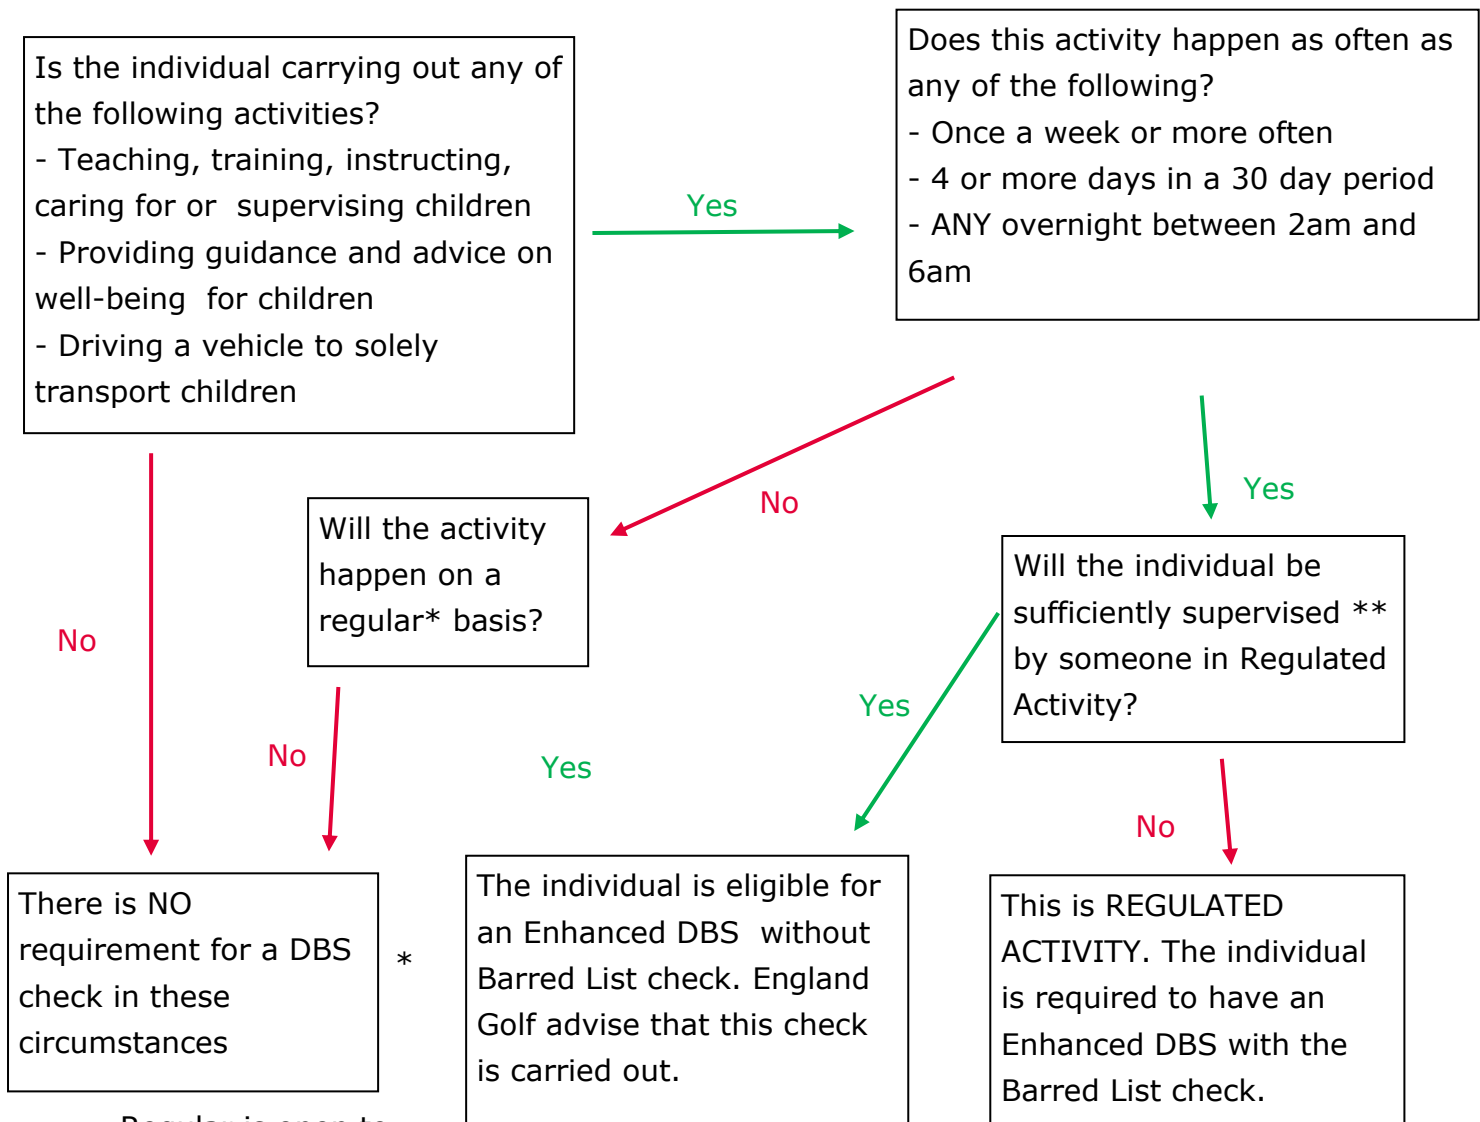 Is the individual carrying out any of
the following activities?
- Teaching, training, instructing,
caring for or  supervising children
- Providing guidance and advice on
well-being  for children
- Driving a vehicle to solely
transport children
Yes
Does this activity happen as often as
any of the following?
- Once a week or more often
- 4 or more days in a 30 day period
- ANY overnight between 2am and
6am
No
Yes
No
Will the activity
happen on a
regular* basis?
Will the individual be
sufficiently supervised **
by someone in Regulated
Activity?
No
Yes
Yes
No
There is NO
requirement for a DBS
check in these
circumstances
*
The individual is eligible for
an Enhanced DBS  without
Barred List check. England
Golf advise that this check
is carried out.
This is REGULATED
ACTIVITY. The individual
is required to have an
Enhanced DBS with the
Barred List check.
Regular is open to